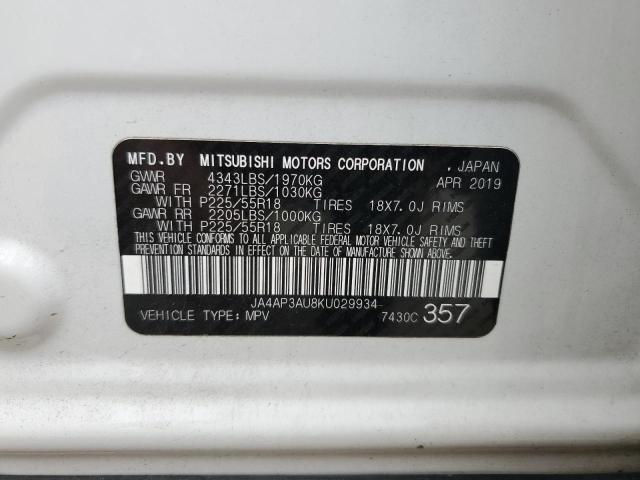 MFD.BY MITSUBISHI MOTORS CORPORATION , JAPAN
GVWR 4343LBS/1970KG APR 2019
GAWR FR 2271LBS/1030KG
WITH P225/55R18 TIRES 18X7.0J RIMS
GAWR RR 2205LBS/1000KG
WITH P225/55R18 TIRES 18X7.0J RIMS
THIS VEHICLE CONFORMS TO ALL APPLICABLE FEDERAL MOTOR VEHICLE SAFETY AND THEFT
PREVENTION STANDARDS IN EFFECT ON THE DATE OF MANUFACTURE SHOWN ABOVE.
JA4AP3AU8KU029934
VEHICLE TYPE: MPV 7430C 357